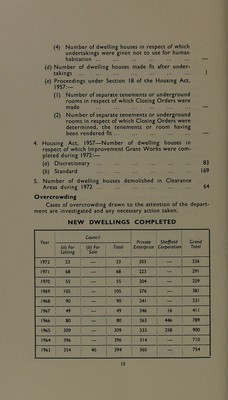 (4) Number of dwelling houses in respect of which
undertakings were given not to use for human
habitation ... ... ... ... ... —
(d) Number of dwelling houses made fit after under-
takings ... ... ... ... ... ... 1
(e) Proceedings under Section 18 of the Housing Act,
1957:—
(1) Number of separate tenements or underground
rooms in respect of which Closing Orders were
made ... ... ... ... ... ... —
(2) Number of separate tenements or underground
rooms in respect of which Closing Orders were
determined, the tenements or room having
been rendered fit ... ... ... ... —
4. Housing Act, 1957—Number of dwelling houses in
respect of which Improvement Grant Works were com-
pleted during 1972:—
(a) Discretionary ... ... ... ... ... 83
(b) Standard ... ... ... ... ... ... 169
5. Number of dwelling houses demolished in Clearance
Areas during 1972 ... ... ... ... ... 64
Overcrowding
Cases of overcrowding drawn to the attention of the depart-
ment are investigated and any necessary action taken.
NEW DWELLINGS COMPLETED
Year Council Private Enterprise Sheffield Corporation Grand Total
(a) For Letting (b) For Sale Total
1972 23 — 23 303 — 326
1971 68 — 68 223 — 291
1970 55 — 55 204 — 259
1969 105 — 105 276 — 381
1968 90 — 90 241 — 331
1967 49 — 49 346 16 411
1966 80 — 80 263 446 789
1965 309 — 309 333 258 900
1964 396 — 396 314 — 710
1963 354 40 394 360 — 754
10